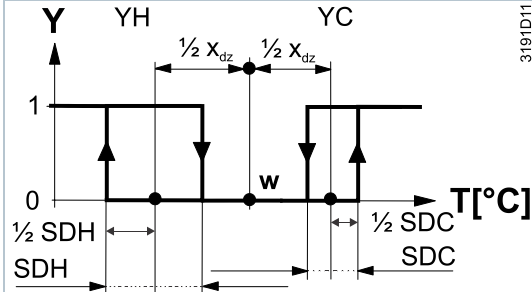 Y
YH
YC
3191D11
½ x_dz
½ x_dz
1
w
0
T[°C]
½ SDH
½ SDC
SDH
SDC